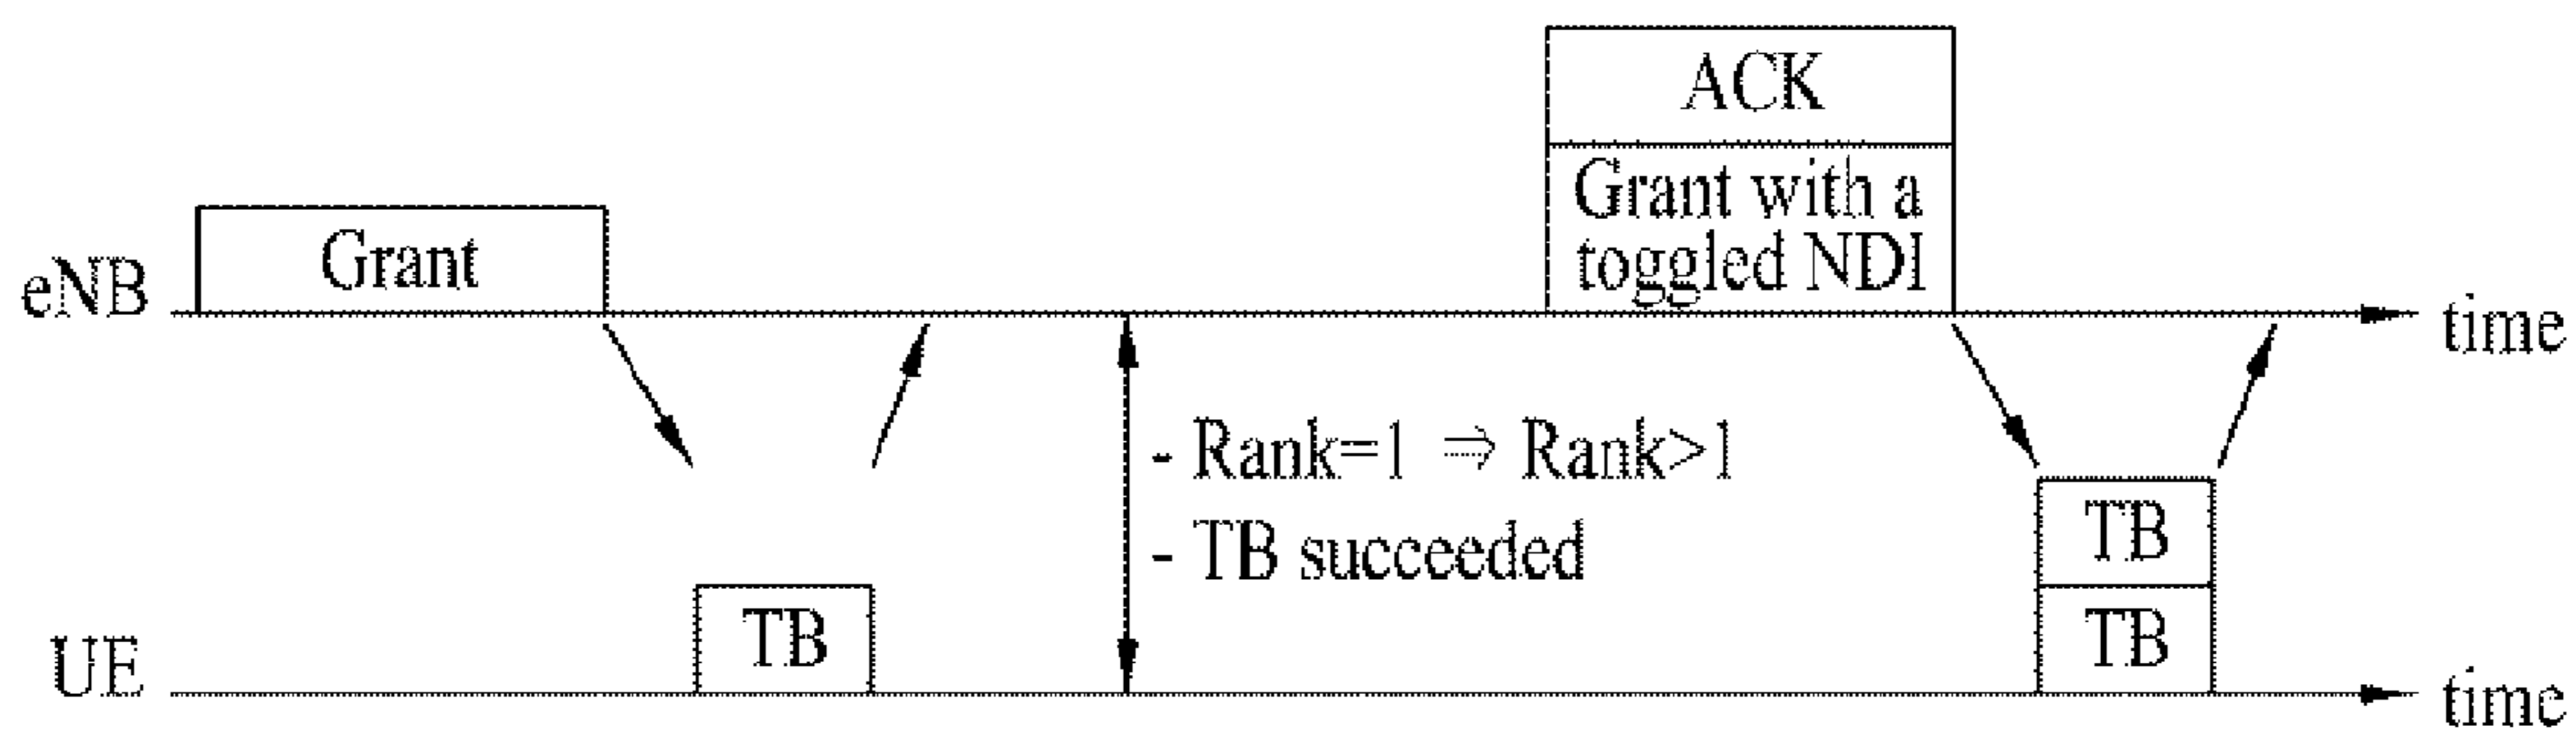 ACK
Grant with a
toggled NDI
Grant
eNB
time
- Rank=1 ⇒ Rank>1
- TB succeeded
TB
TB
TB
UE
time